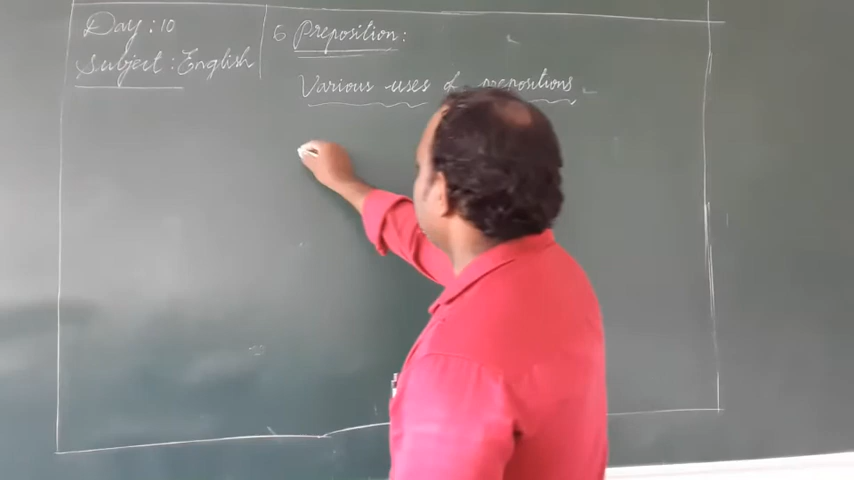 Day : 10
Subject : English
6 Preposition :
Various uses of prepositions